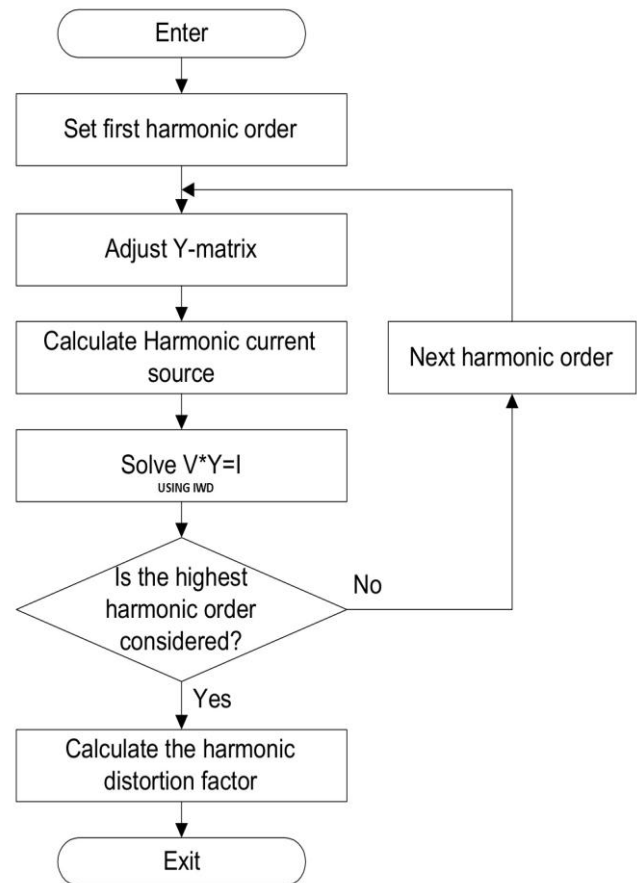 Enter
Set first harmonic order
Adjust Y-matrix
Calculate Harmonic current
source
Next harmonic order
Solve V*Y=I
USING IWD
Is the highest
harmonic order
considered?
No
Yes
Calculate the harmonic
distortion factor
Exit